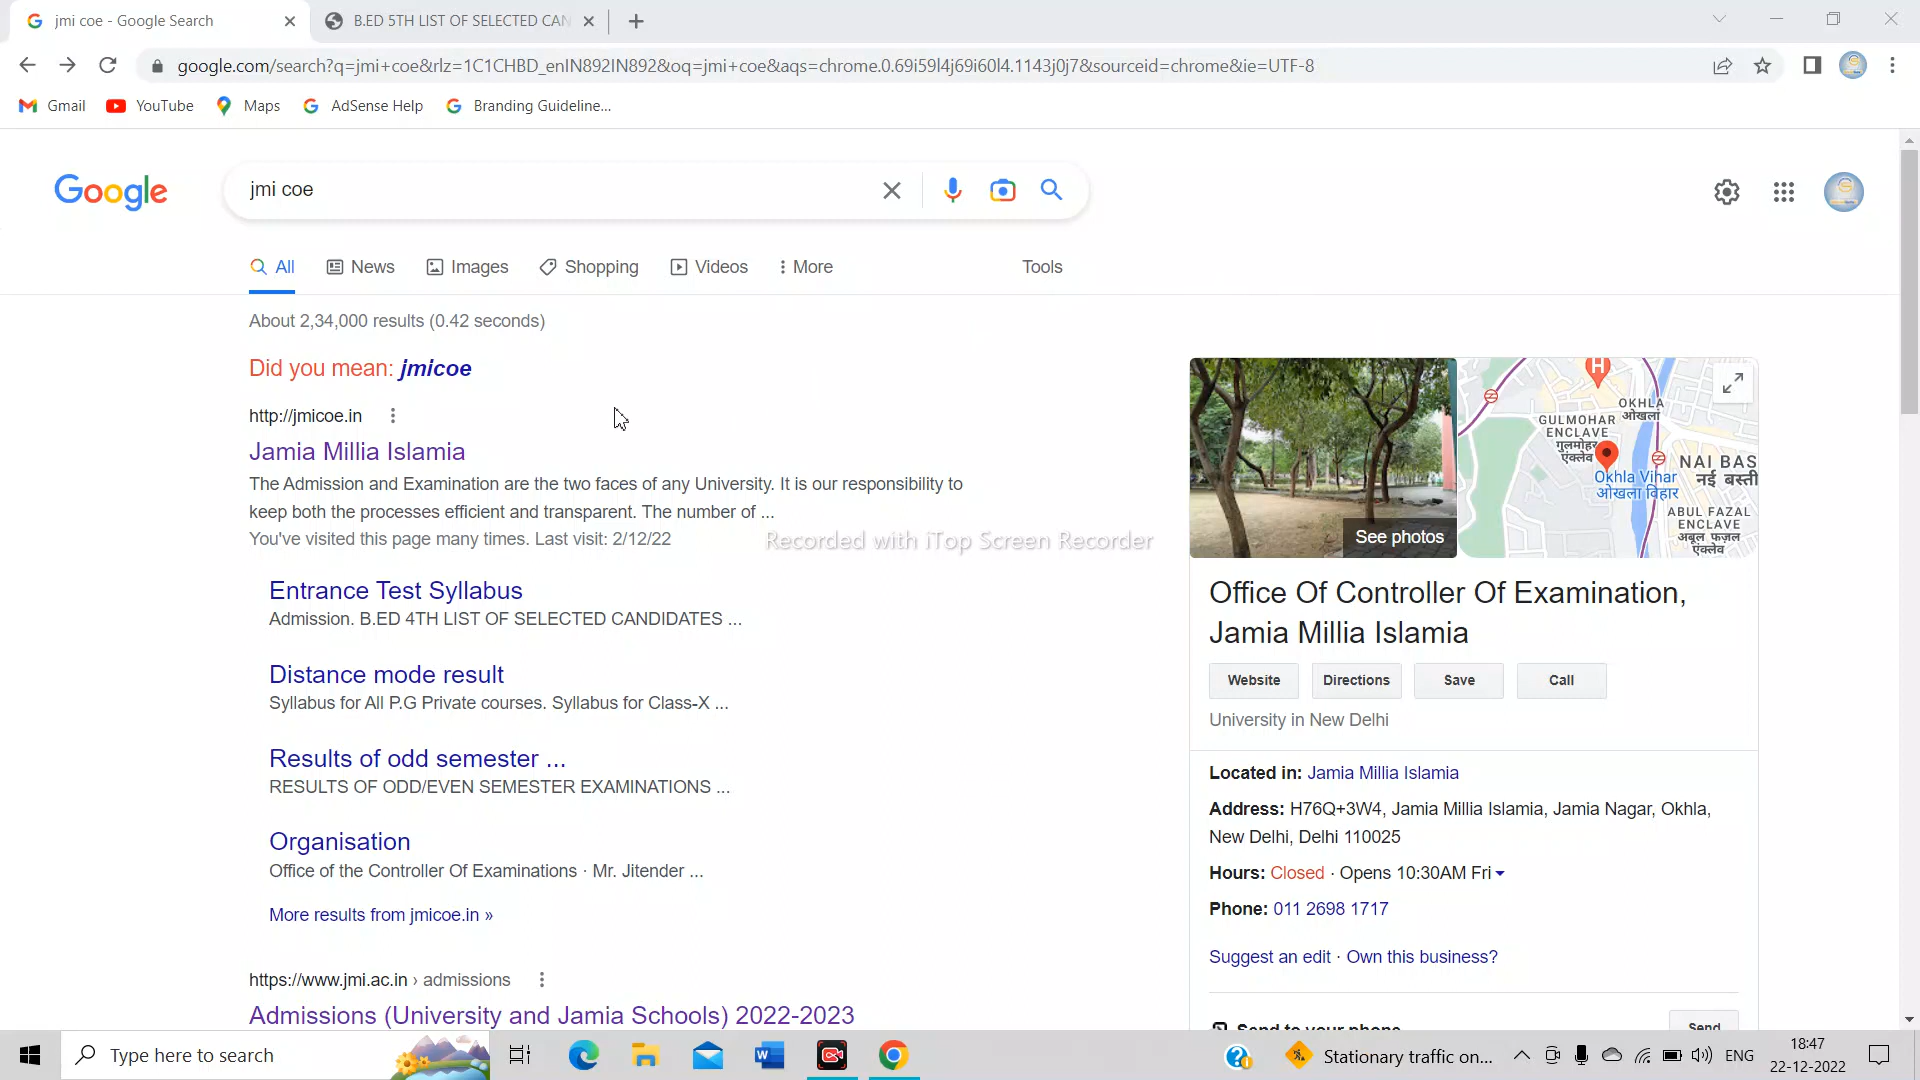 jmi coe - Google Search
B.ED 5TH LIST OF SELECTED CAN
google.com/search?q=jmi+coe&rlz=1C1CHBD_enIN892IN892&oq=jmi+coe&aqs=chrome.0.69i59l4j69i60l4.1143j0j7&sourceid=chrome&ie=UTF-8
Gmail YouTube Maps AdSense Help Branding Guideline...
Google
jmi coe
All News Images Shopping Videos More Tools
About 2,34,000 results (0.42 seconds)
Did you mean: jmicoe
http://jmicoe.in
Jamia Millia Islamia
The Admission and Examination are the two faces of any University. It is our responsibility to
keep both the processes efficient and transparent. The number of ...
You've visited this page many times. Last visit: 2/12/22
Recorded with iTop Screen Recorder
Entrance Test Syllabus
Admission. B.ED 4TH LIST OF SELECTED CANDIDATES ...
Distance mode result
Syllabus for All P.G Private courses. Syllabus for Class-X ...
Results of odd semester ...
RESULTS OF ODD/EVEN SEMESTER EXAMINATIONS ...
Organisation
Office of the Controller Of Examinations · Mr. Jitender ...
More results from jmicoe.in »
https://www.jmi.ac.in › admissions
Admissions (University and Jamia Schools) 2022-2023
See photos
H
OKHLA
ओखला
GULMOHAR
ENCLAVE
गुलमोहर
एंक्लेव
NAI BAS
नई बस्ती
Okhla Vihar
ओखला विहार
ABUL FAZAL
ENCLAVE
अबुल फज़ल
एंक्लेव
Office Of Controller Of Examination,
Jamia Millia Islamia
Website Directions Save Call
University in New Delhi
Located in: Jamia Millia Islamia
Address: H76Q+3W4, Jamia Millia Islamia, Jamia Nagar, Okhla,
New Delhi, Delhi 110025
Hours: Closed · Opens 10:30AM Fri
Phone: 011 2698 1717
Suggest an edit · Own this business?
Send to your phone
Send
Type here to search
Stationary traffic on...
ENG
18:47
22-12-2022